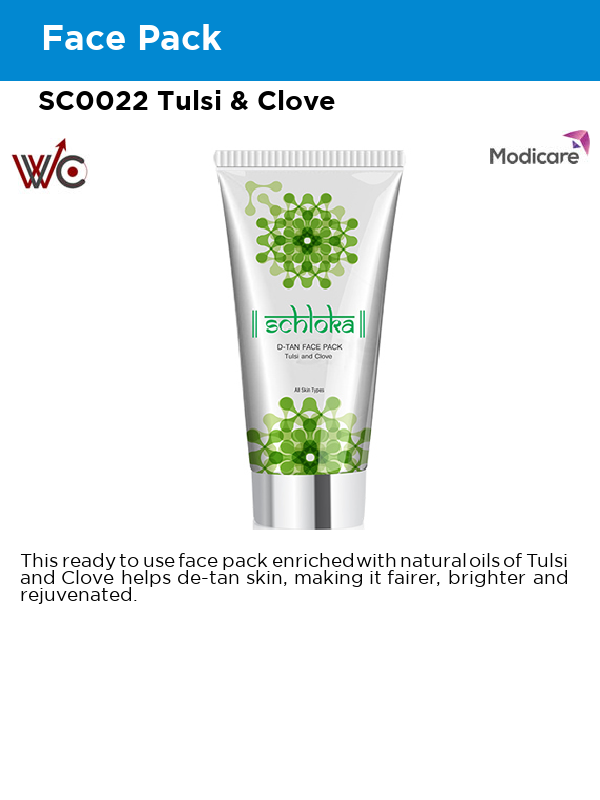 Face Pack
SC0022 Tulsi & Clove
WC
Modicare
|| schloka ||
D-TAN FACE PACK
Tulsi and Clove
All Skin Types
This ready to use face pack enriched with natural oils of Tulsi
and Clove helps de-tan skin, making it fairer, brighter and
rejuvenated.